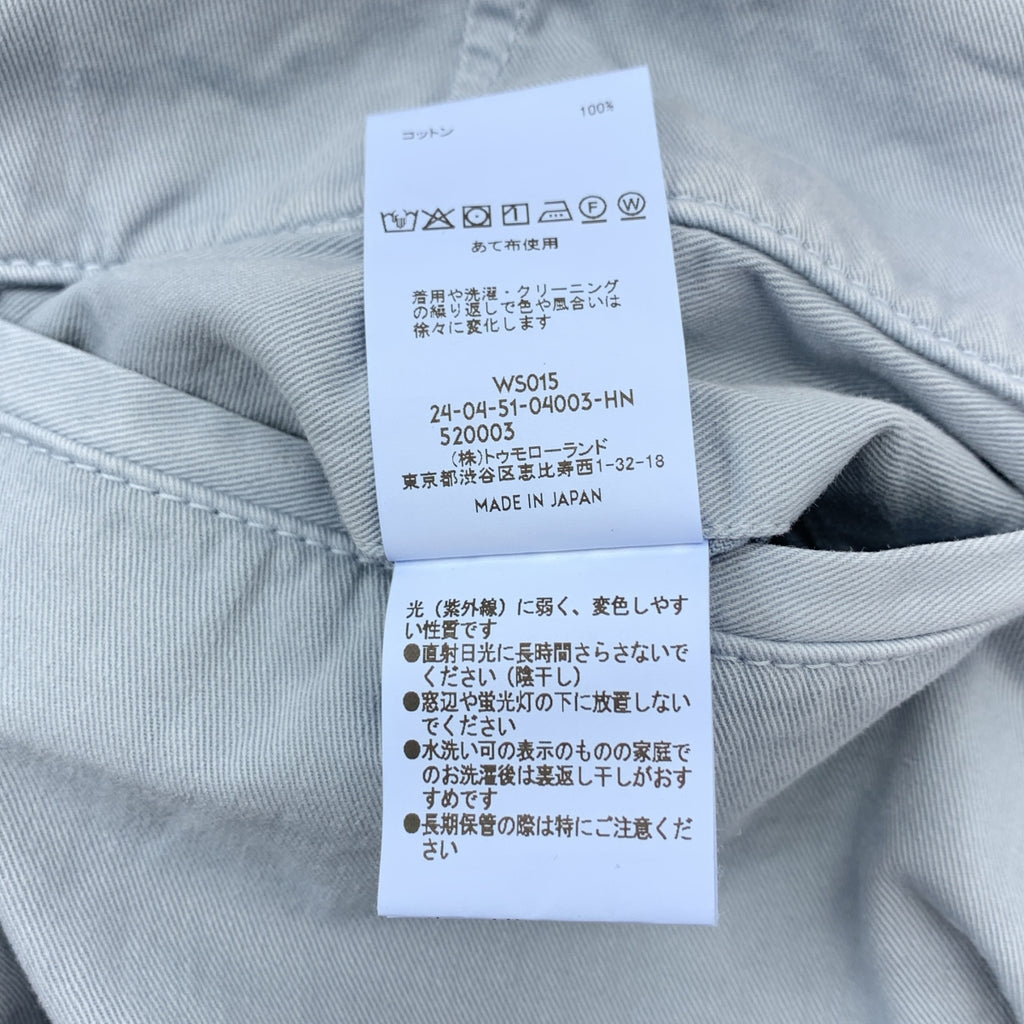 コットン 100%
F W
あて布使用
着用や洗濯・クリーニング
の繰り返しで色や風合いは
徐々に変化します
WS015
24-04-51-04003-HN
520003
(株)トゥモローランド
東京都渋谷区恵比寿西1-32-18
MADE IN JAPAN
光（紫外線）に弱く、変色しやす
い性質です
●直射日光に長時間さらさないで
ください（陰干し）
●窓辺や蛍光灯の下に放置しない
でください
●水洗い可の表示のものの家庭で
のお洗濯後は裏返し干しがおす
すめです
●長期保管の際は特にご注意くだ
さい